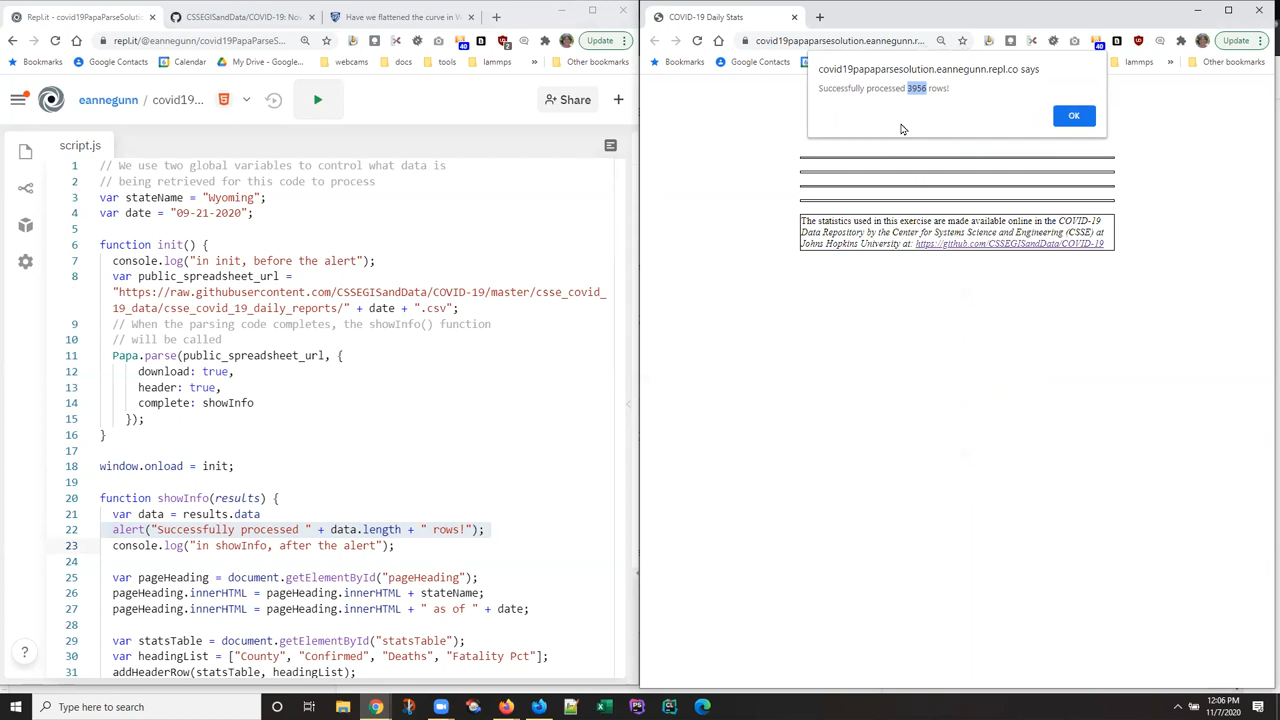 Repl.it - covid19PapaParseSolutio
CSSEGISandData/COVID-19: Nov
Have we flattened the curve in W
repl.it/@eannegunn/covid19PapaParseS...
40
2
Update
Bookmarks
Google Contacts
Calendar
My Drive - Google...
webcams
docs
tools
lammps
»
Other bookmarks
eannegunn / covid19...
Share
script.js
1 // We use two global variables to control what data is
2 // being retrieved for this code to process
3 var stateName = "Wyoming";
4 var date = "09-21-2020";
5
6 function init() {
7 console.log("in init, before the alert");
8 var public_spreadsheet_url =
"https://raw.githubusercontent.com/CSSEGISandData/COVID-19/master/csse_covid_
19_data/csse_covid_19_daily_reports/" + date + ".csv";
9 // When the parsing code completes, the showInfo() function
10 // will be called
11 Papa.parse(public_spreadsheet_url, {
12 download: true,
13 header: true,
14 complete: showInfo
15 });
16 }
17
18 window.onload = init;
19
20 function showInfo(results) {
21 var data = results.data
22 alert("Successfully processed " + data.length + " rows!");
23 console.log("in showInfo, after the alert");
24
25 var pageHeading = document.getElementById("pageHeading");
26 pageHeading.innerHTML = pageHeading.innerHTML + stateName;
27 pageHeading.innerHTML = pageHeading.innerHTML + " as of " + date;
28
29 var statsTable = document.getElementById("statsTable");
30 var headingList = ["County", "Confirmed", "Deaths", "Fatality Pct"];
31 addHeaderRow(statsTable, headingList);
?
COVID-19 Daily Stats
covid19papaparsesolution.eannegunn.r...
40
Update
Bookmarks
Google Contacts
lammps
»
Other bookmarks
covid19papaparsesolution.eannegunn.repl.co says
Successfully processed 3956 rows!
OK
The statistics used in this exercise are made available online in the COVID-19
Data Repository by the Center for Systems Science and Engineering (CSSE) at
Johns Hopkins University at: https://github.com/CSSEGISandData/COVID-19
Type here to search
12:06 PM
11/7/2020